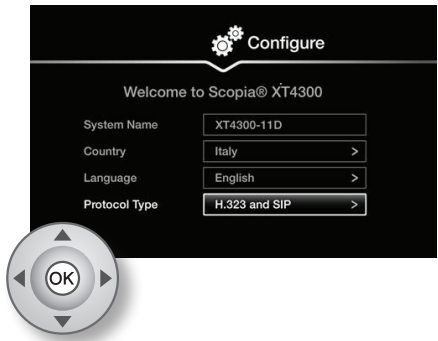 Configure
Welcome to Scopia® XT4300
System Name XT4300-11D
Country Italy >
Language English >
Protocol Type H.323 and SIP >
OK